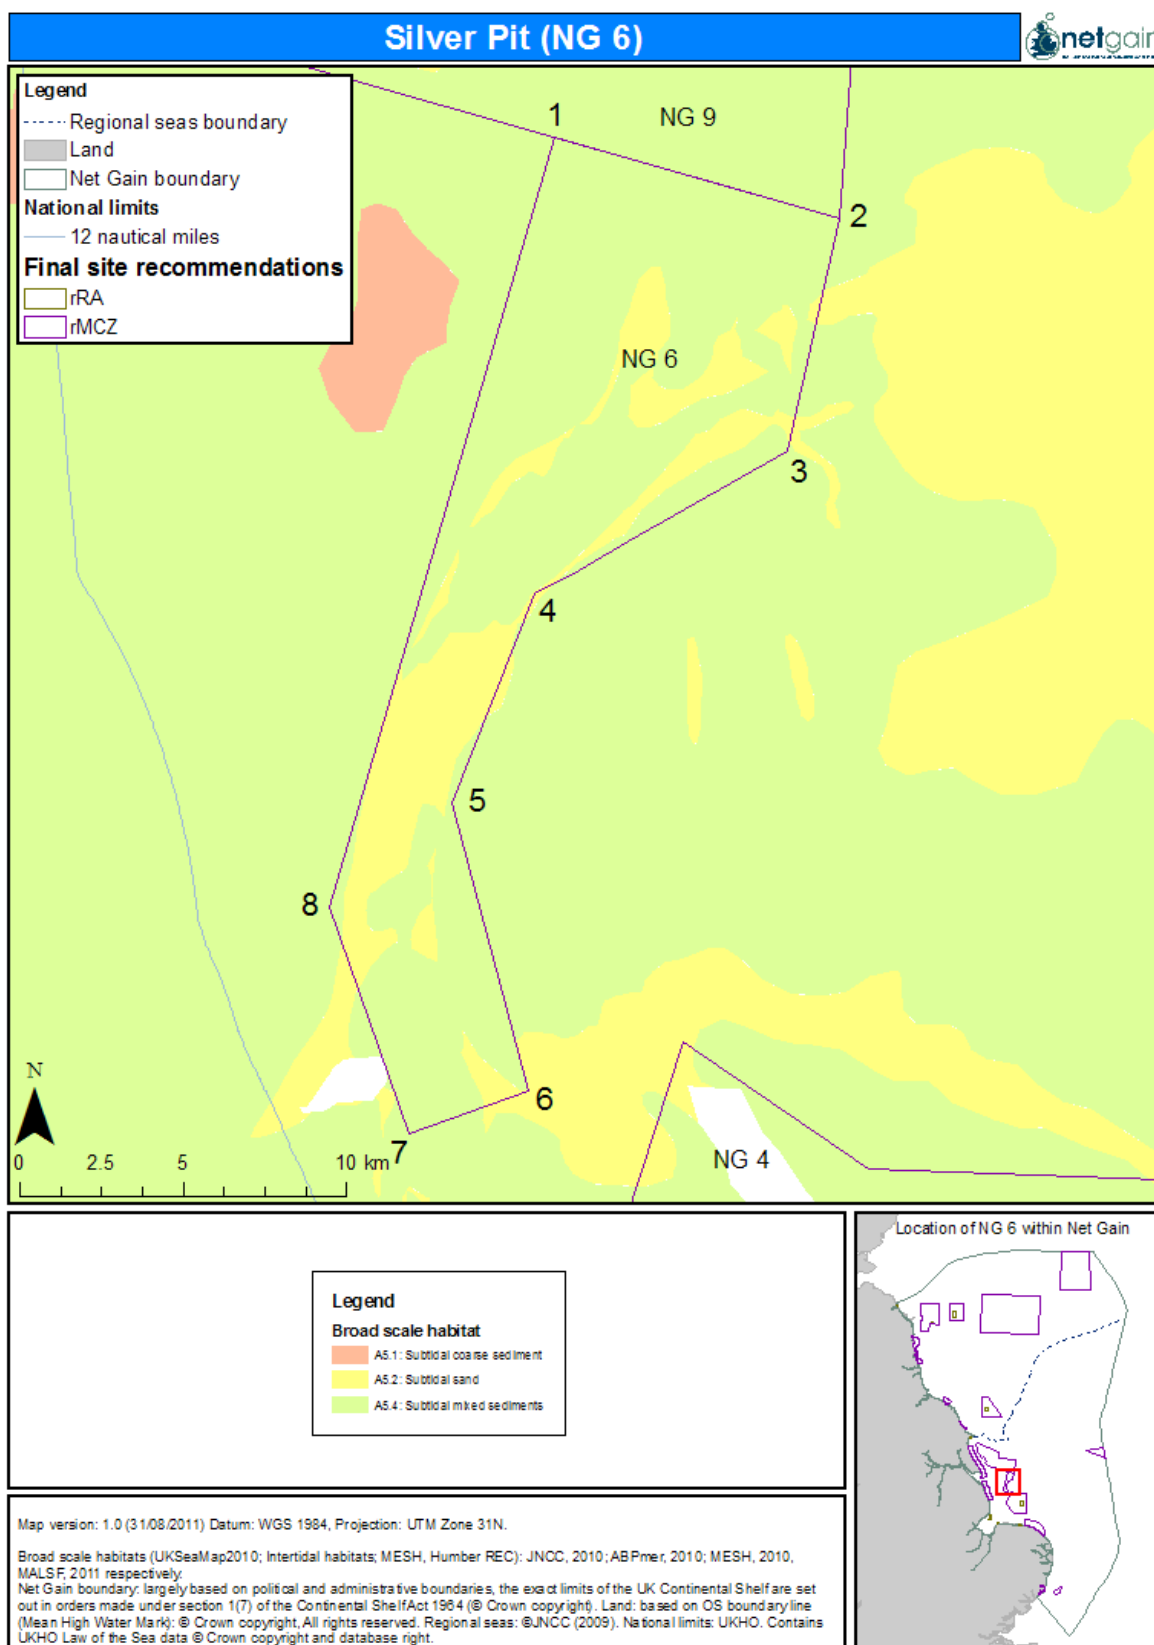 Silver Pit (NG 6)
netgain
Legend
Regional seas boundary
Land
Net Gain boundary
National limits
12 nautical miles
Final site recommendations
rRA
rMCZ
1
NG 9
2
NG 6
3
4
5
8
6
7
NG 4
N
0 2.5 5 10 km
Legend
Broad scale habitat
A5.1: Subtidal coarse sediment
A5.2: Subtidal sand
A5.4: Subtidal mixed sediments
Location of NG 6 within Net Gain
Map version: 1.0 (31/08/2011) Datum: WGS 1984, Projection: UTM Zone 31N.
Broad scale habitats (UKSeaMap2010; Intertidal habitats; MESH, Humber REC): JNCC, 2010; ABPmer, 2010; MESH, 2010,
MALSF, 2011 respectively.
Net Gain boundary: largely based on political and administrative boundaries, the exact limits of the UK Continental Shelf are set
out in orders made under section 1(7) of the Continental Shelf Act 1964 (© Crown copyright). Land: based on OS boundary line
(Mean High Water Mark): © Crown copyright, All rights reserved. Regional seas: ©JNCC (2009). National limits: UKHO. Contains
UKHO Law of the Sea data © Crown copyright and database right.